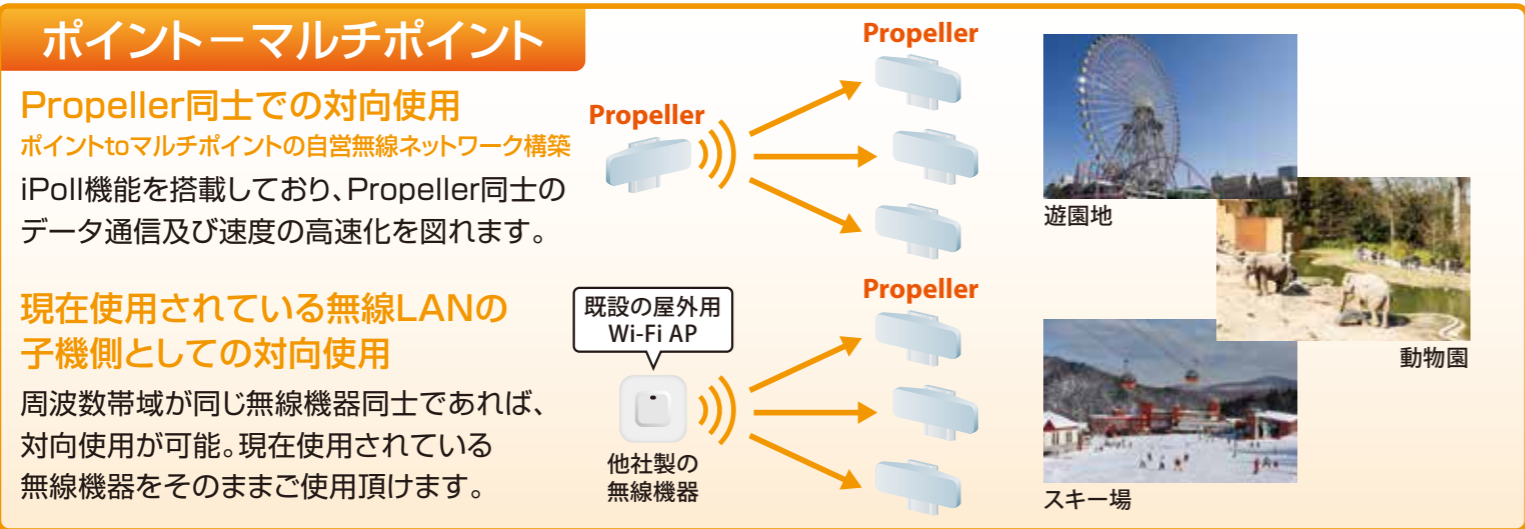 ポイントーマルチポイント
Propeller同士での対向使用
ポイントtoマルチポイントの自営無線ネットワーク構築
iPoll機能を搭載しており、Propeller同士の
データ通信及び速度の高速化を図れます。
Propeller
Propeller
遊園地
動物園
現在使用されている無線LANの
子機側としての対向使用
周波数帯域が同じ無線機器同士であれば、
対向使用が可能。現在使用されている
無線機器をそのままご使用頂けます。
既設の屋外用
Wi-Fi AP
他社製の
無線機器
Propeller
スキー場